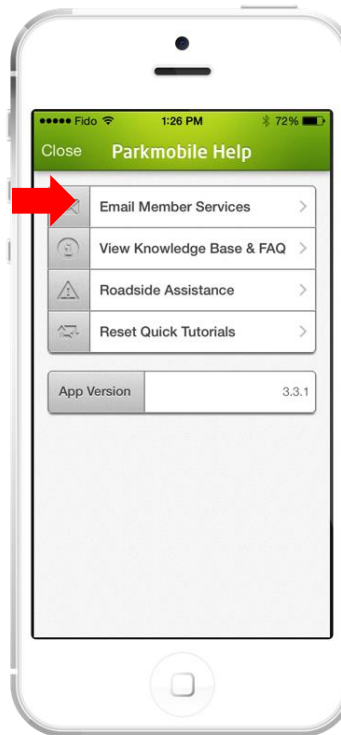 Fido 1:26 PM 72%
Close Parkmobile Help
Email Member Services
View Knowledge Base & FAQ
Roadside Assistance
Reset Quick Tutorials
App Version 3.3.1